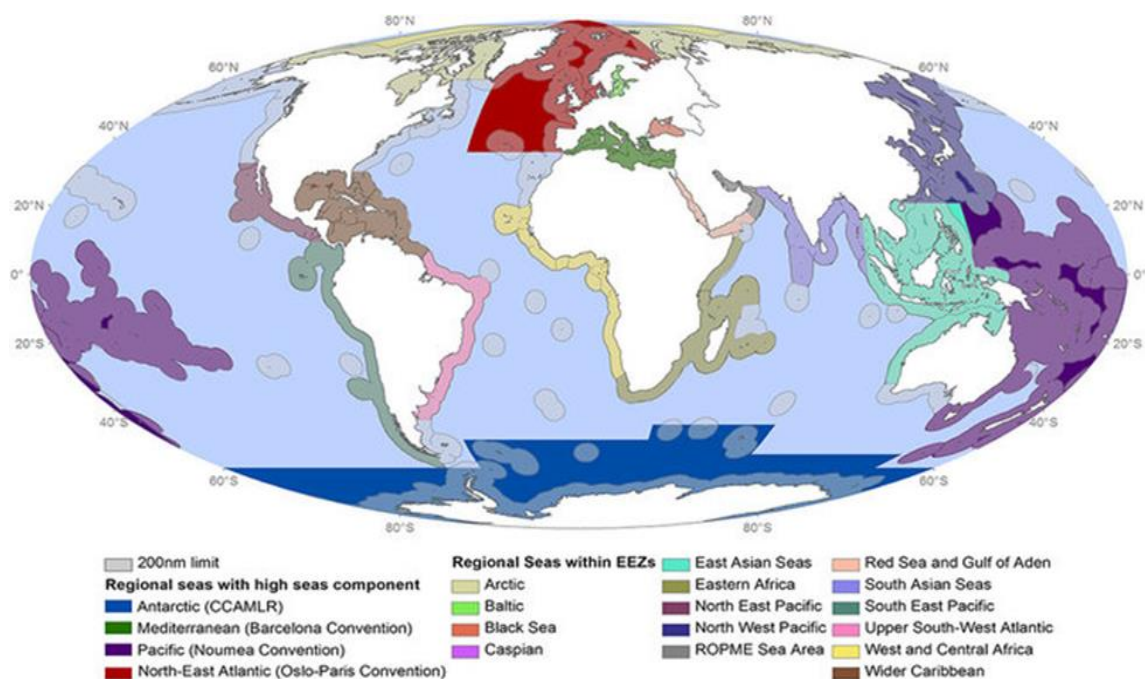 80°N 80°N
60°N 60°N
40°N 40°N
20°N 20°N
0° 0°
20°S 20°S
40°S 40°S
60°S 60°S
80°S 80°S
200nm limit
Regional seas with high seas component
Antarctic (CCAMLR)
Mediterranean (Barcelona Convention)
Pacific (Noumea Convention)
North-East Atlantic (Oslo-Paris Convention)
Regional Seas within EEZs
Arctic
Baltic
Black Sea
Caspian
East Asian Seas
Eastern Africa
North East Pacific
North West Pacific
ROPME Sea Area
Red Sea and Gulf of Aden
South Asian Seas
South East Pacific
Upper South-West Atlantic
West and Central Africa
Wider Caribbean